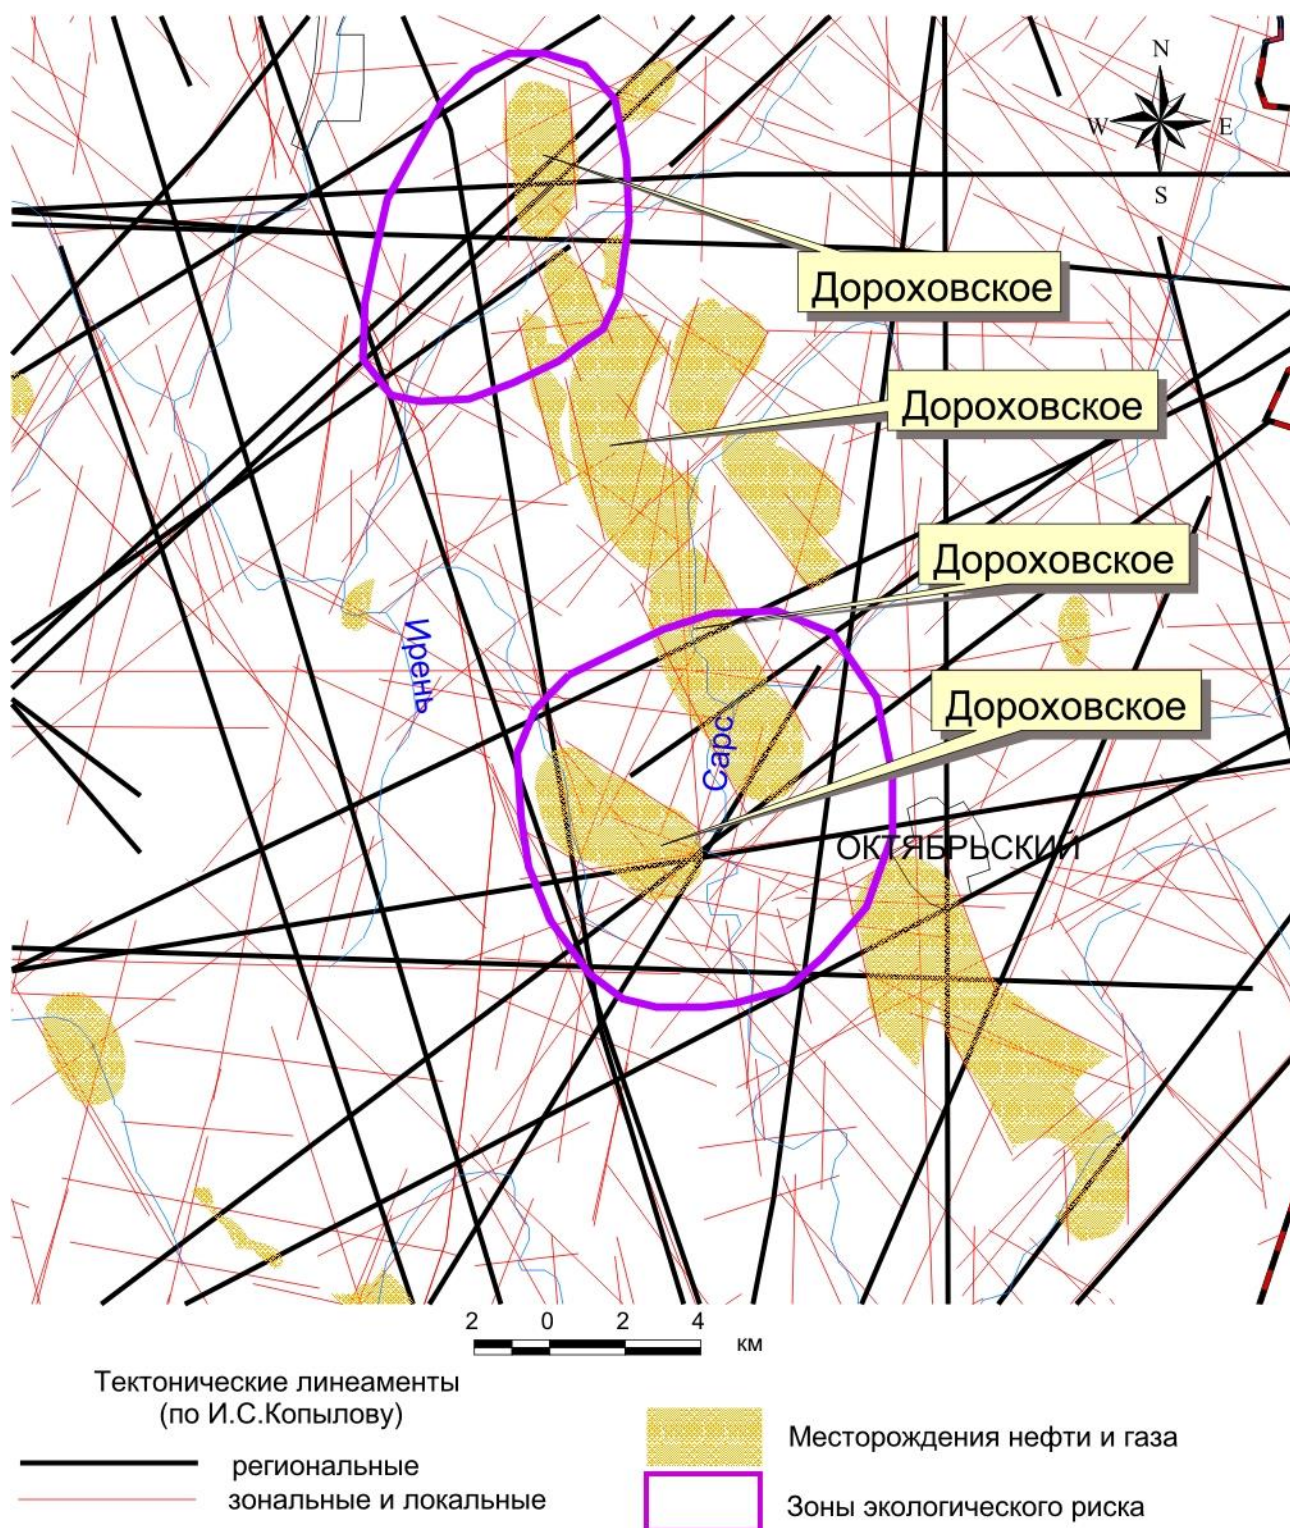 N
W
E
S
Дороховское
Дороховское
Дороховское
Ирень
Дороховское
Сарс
ОКТЯБРЬСКИЙ
2 0 2 4
км
Тектонические линеаменты
(по И.С.Копылову)
региональные
зональные и локальные
Месторождения нефти и газа
Зоны экологического риска